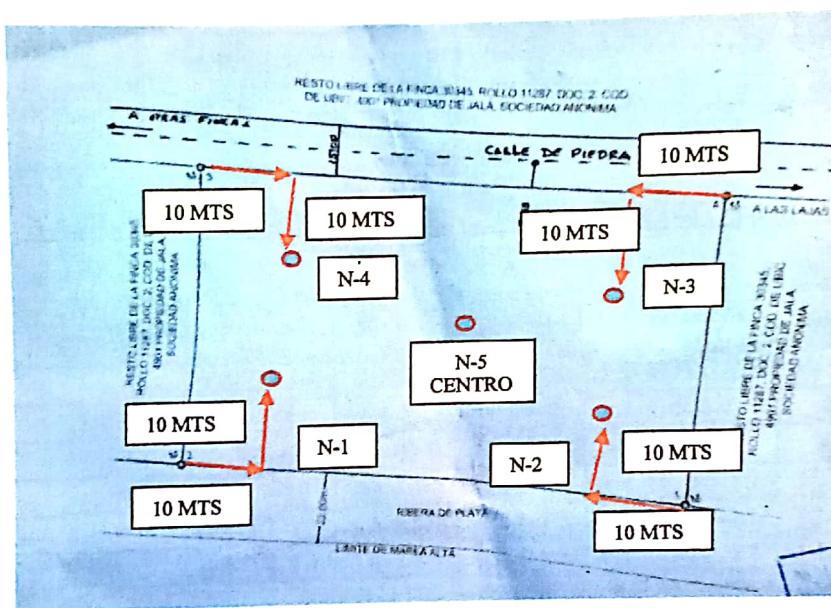 RESTO LIBRE DE LA FINCA 30345, ROLLO 11287, DOC. 2, COD.
DE UBIC. 4901 PROPIEDAD DE JALA, SOCIEDAD ANONIMA
A OTRAS FINCAS
CALLE DE PIEDRA
10 MTS
A LAS LAJAS
10 MTS
10 MTS
10 MTS
N-4
N-3
RESTO LIBRE DE LA FINCA 30345,
ROLLO 11287, DOC. 2, COD. DE
4901 PROPIEDAD DE JALA,
SOCIEDAD ANONIMA
N-5
CENTRO
RESTO LIBRE DE LA FINCA 30345,
ROLLO 11287, DOC. 2, COD. DE UBIC.
4901 PROPIEDAD DE JALA,
SOCIEDAD ANONIMA
10 MTS
N-1
N-2
10 MTS
10 MTS
10 MTS
RIBERA DE PLAYA
LIMITE DE MAREA ALTA